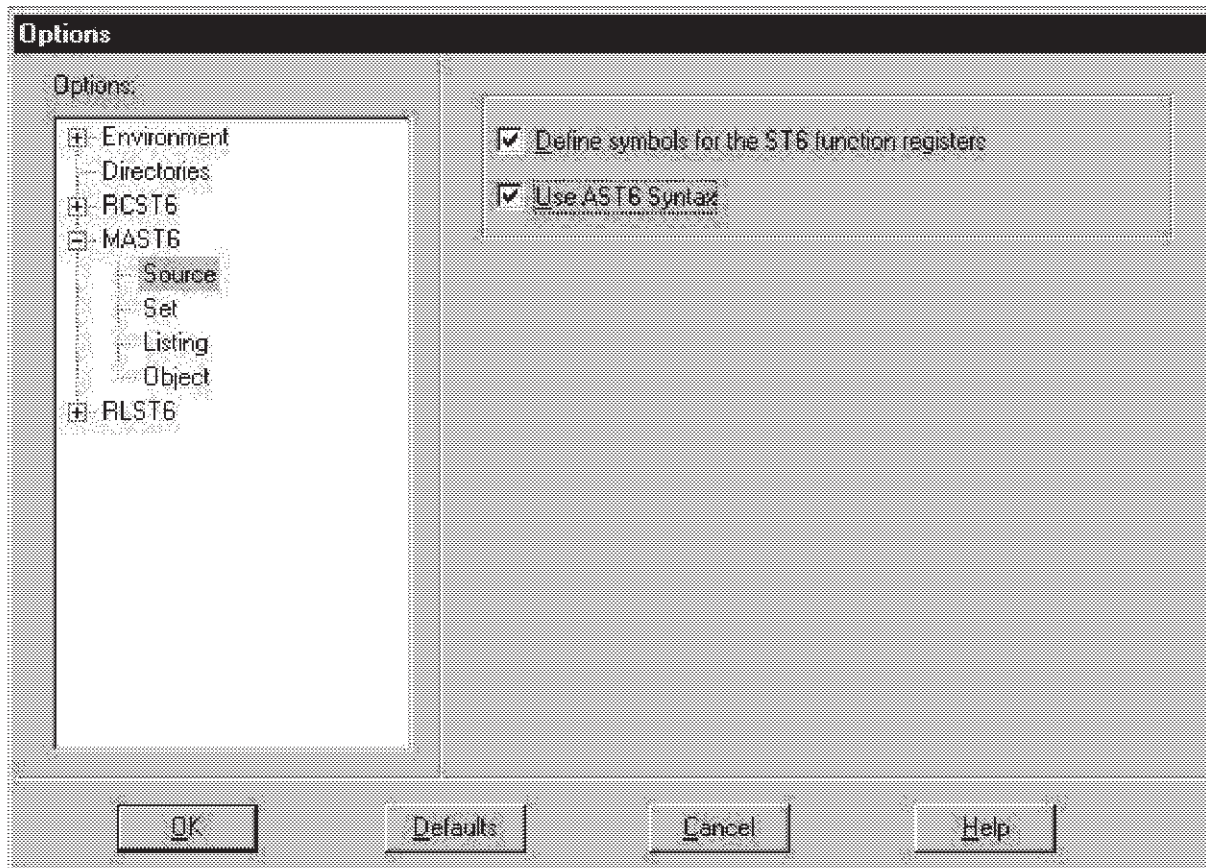 Options
Options:
Environment
Directories
RCST6
MAST6
Source
Set
Listing
Object
RLST6
Define symbols for the ST6 function registers
Use AST6 Syntax
OK
Defaults
Cancel
Help